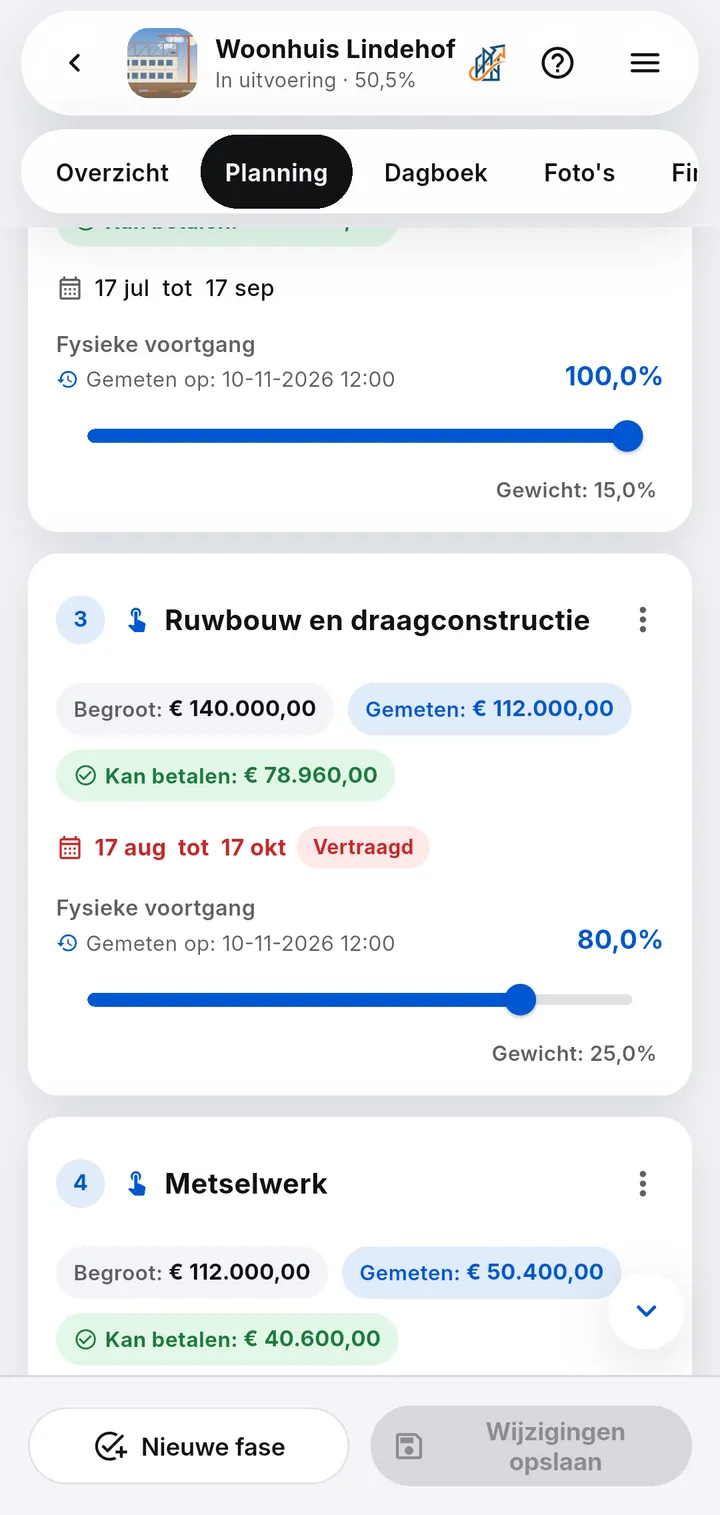 Woonhuis Lindehof
In uitvoering · 50,5%
Overzicht Planning Dagboek Foto's
17 jul tot 17 sep
Fysieke voortgang
Gemeten op: 10-11-2026 12:00
100,0%
Gewicht: 15,0%
3 Ruwbouw en draagconstructie
Begroot: € 140.000,00 Gemeten: € 112.000,00
Kan betalen: € 78.960,00
17 aug tot 17 okt Vertraagd
Fysieke voortgang
Gemeten op: 10-11-2026 12:00
80,0%
Gewicht: 25,0%
4 Metselwerk
Begroot: € 112.000,00 Gemeten: € 50.400,00
Kan betalen: € 40.600,00
Nieuwe fase
Wijzigingen
opslaan